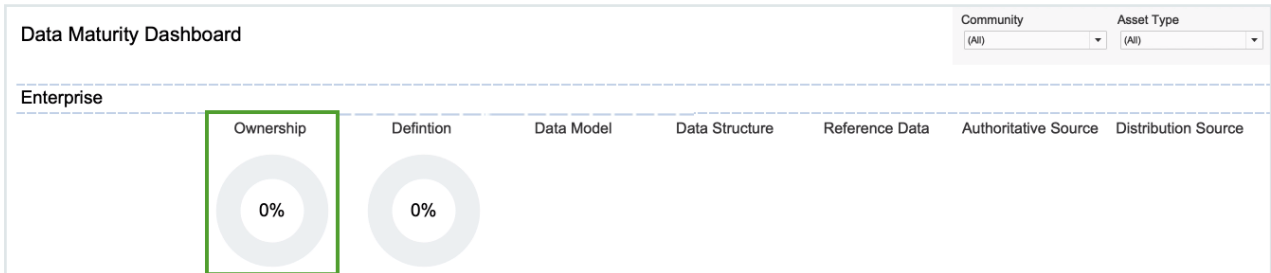 Data Maturity Dashboard
Community
Asset Type
(All)
(All)
Enterprise
Ownership
Defintion
Data Model
Data Structure
Reference Data
Authoritative Source
Distribution Source
0%
0%